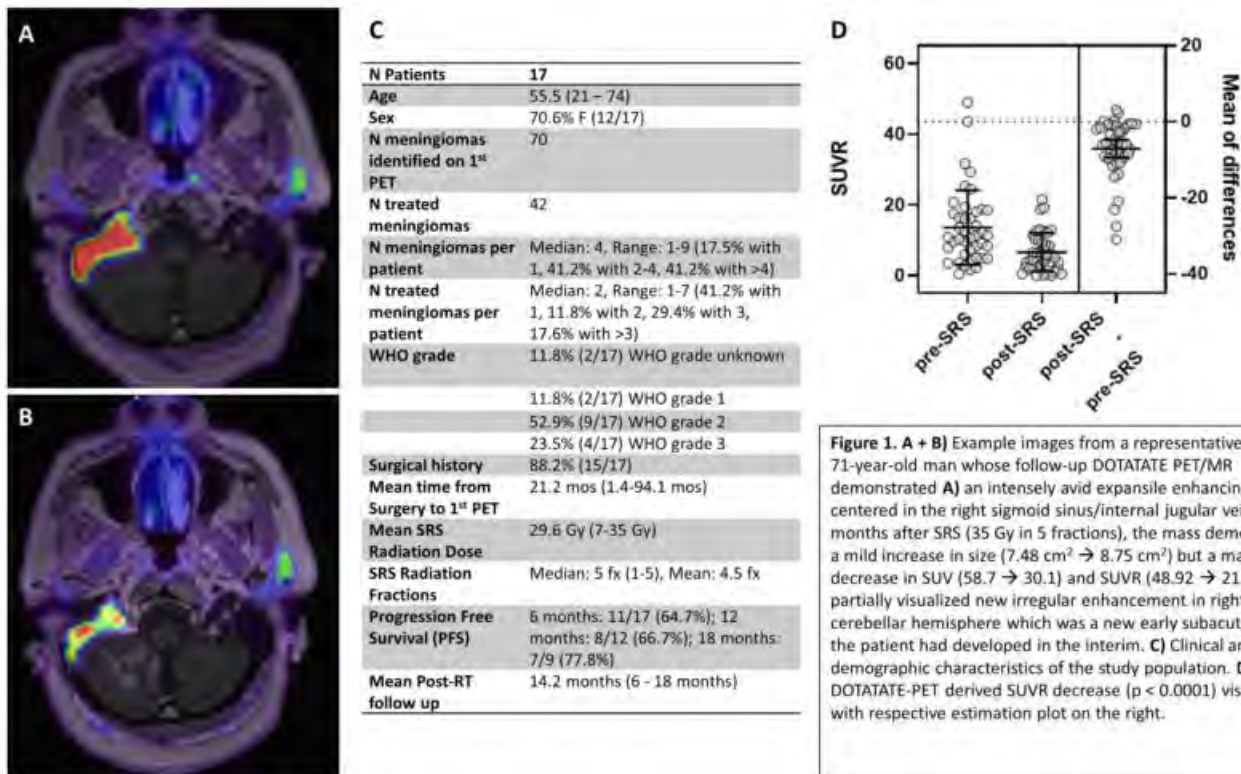 A
B
C
N Patients 17
Age 55.5 (21 – 74)
Sex 70.6% F (12/17)
N meningiomas 70
identified on 1st
PET
N treated 42
meningiomas
N meningiomas per Median: 4, Range: 1-9 (17.5% with
patient 1, 41.2% with 2-4, 41.2% with >4)
N treated Median: 2, Range: 1-7 (41.2% with
meningiomas per 1, 11.8% with 2, 29.4% with 3,
patient 17.6% with >3)
WHO grade 11.8% (2/17) WHO grade unknown
11.8% (2/17) WHO grade 1
52.9% (9/17) WHO grade 2
23.5% (4/17) WHO grade 3
Surgical history 88.2% (15/17)
Mean time from 21.2 mos (1.4-94.1 mos)
Surgery to 1st PET
Mean SRS 29.6 Gy (7-35 Gy)
Radiation Dose
SRS Radiation Median: 5 fx (1-5), Mean: 4.5 fx
Fractions
Progression Free 6 months: 11/17 (64.7%); 12
Survival (PFS) months: 8/12 (66.7%); 18 months:
7/9 (77.8%)
Mean Post-RT 14.2 months (6 - 18 months)
follow up
D
60
40
20
0
SUVR
20
0
-20
-40
Mean of differences
pre-SRS
post-SRS
post-SRS
-
pre-SRS
Figure 1. A + B) Example images from a representative
71-year-old man whose follow-up DOTATATE PET/MR
demonstrated A) an intensely avid expansile enhancin
centered in the right sigmoid sinus/internal jugular vei
months after SRS (35 Gy in 5 fractions), the mass demo
a mild increase in size (7.48 cm² → 8.75 cm²) but a ma
decrease in SUV (58.7 → 30.1) and SUVR (48.92 → 21.
partially visualized new irregular enhancement in right
cerebellar hemisphere which was a new early subacut
the patient had developed in the interim. C) Clinical an
demographic characteristics of the study population. D
DOTATATE-PET derived SUVR decrease (p < 0.0001) vis
with respective estimation plot on the right.